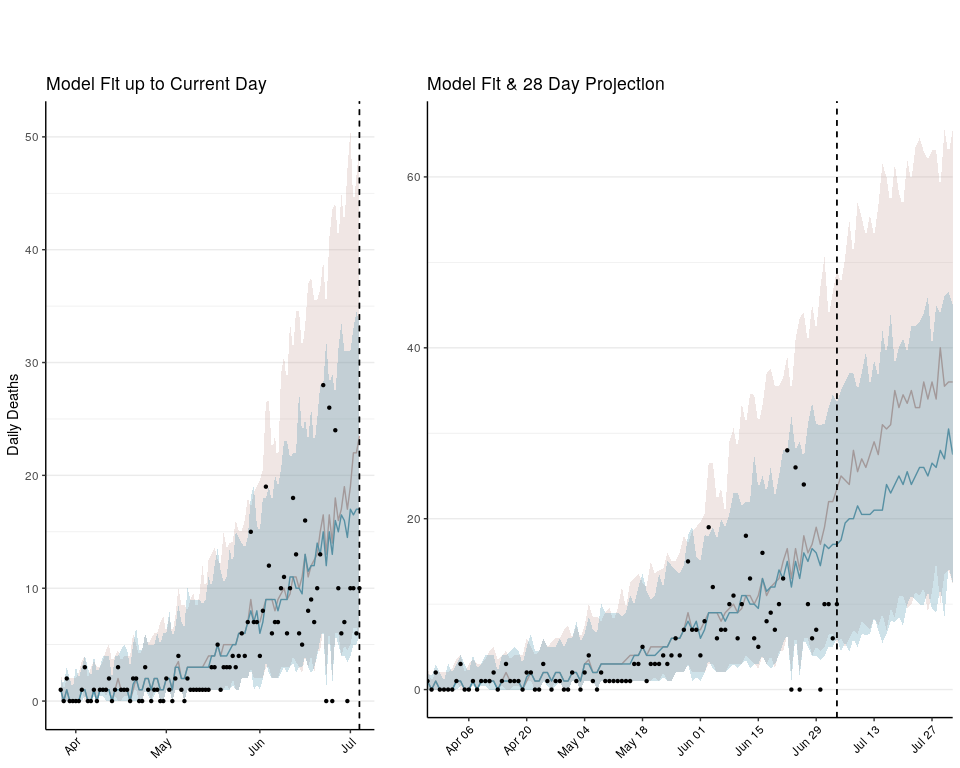 Model Fit up to Current Day
Model Fit & 28 Day Projection
Daily Deaths
50
40
30
20
10
0
Apr
May
Jun
Jul
60
40
20
0
Apr 06
Apr 20
May 04
May 18
Jun 01
Jun 15
Jun 29
Jul 13
Jul 27